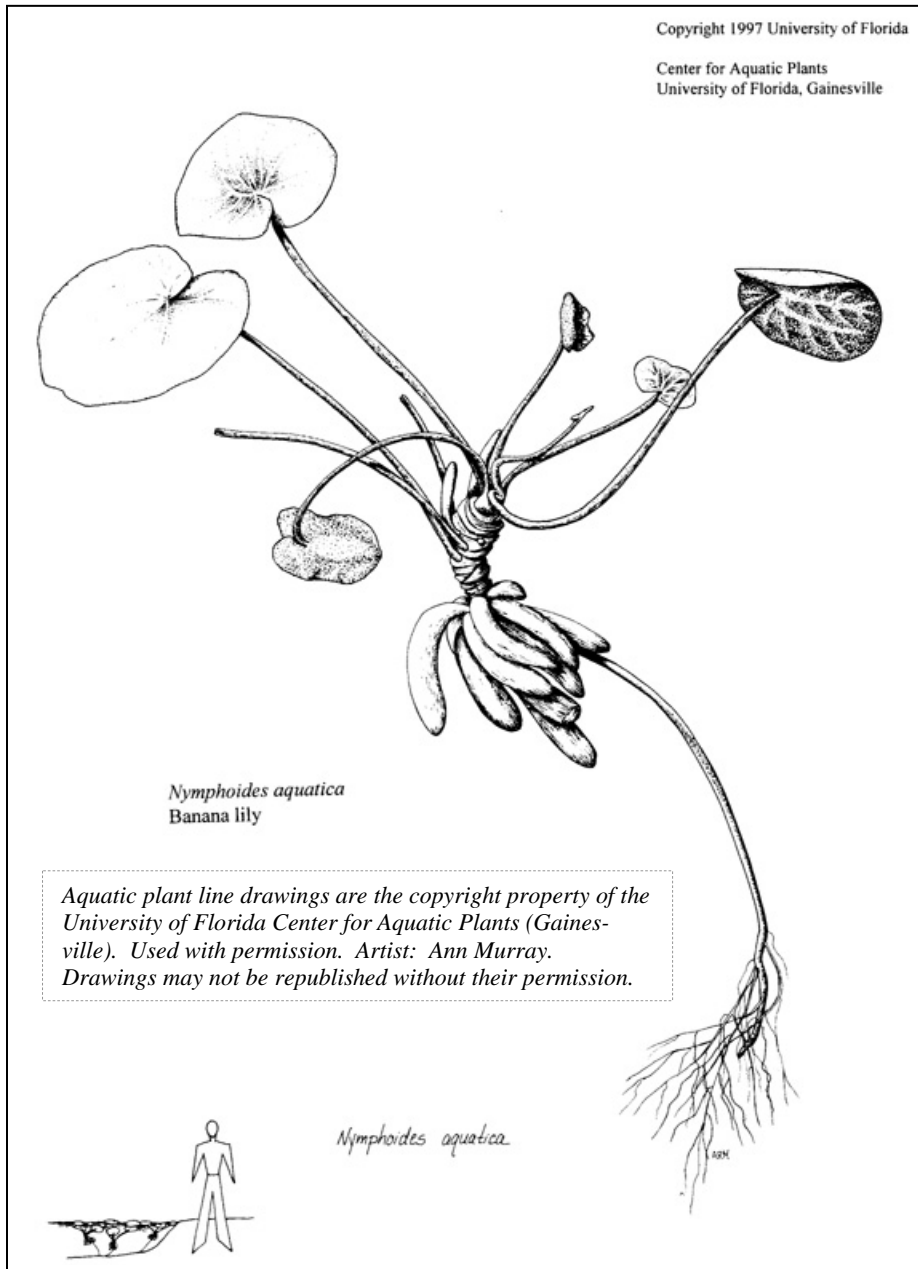 Copyright 1997 University of Florida
Center for Aquatic Plants
University of Florida, Gainesville
Nymphoides aquatica
Banana lily
Aquatic plant line drawings are the copyright property of the
University of Florida Center for Aquatic Plants (Gaines-
ville).  Used with permission.  Artist:  Ann Murray.
Drawings may not be republished without their permission.
Nymphoides aquatica
ABM.